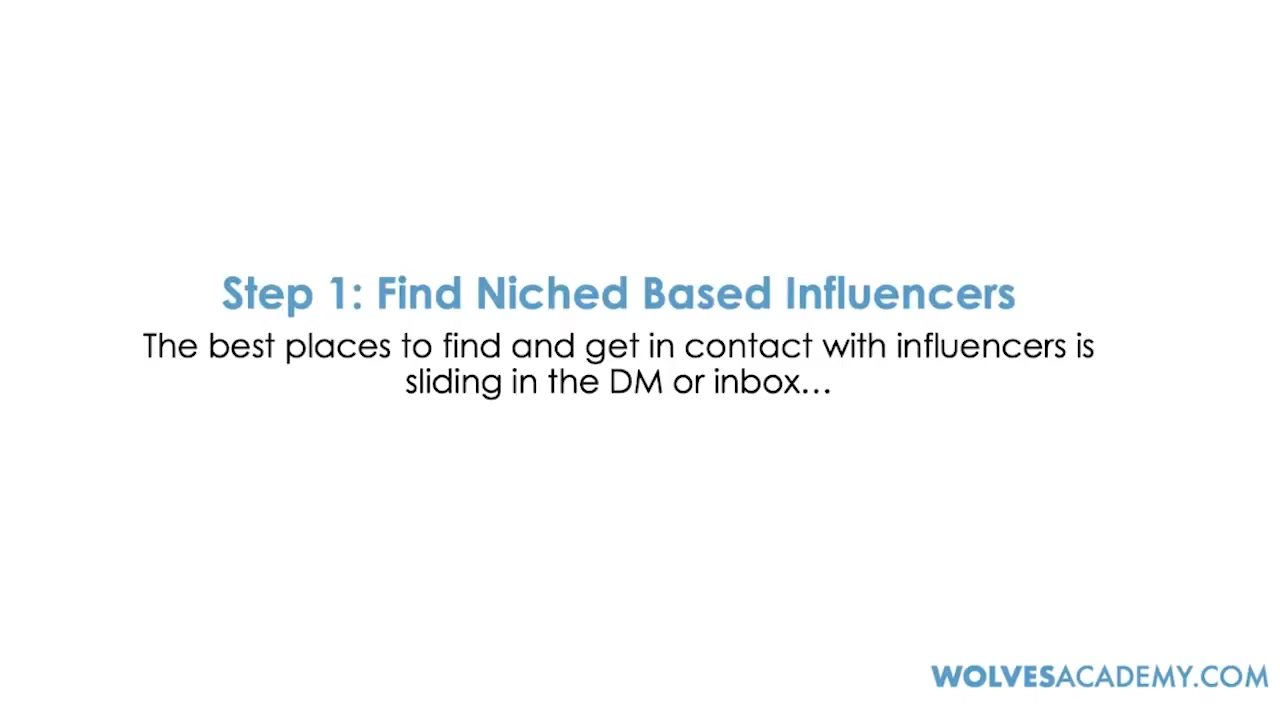 Step 1: Find Niched Based Influencers
The best places to find and get in contact with influencers is
sliding in the DM or inbox…
WOLVESACADEMY.COM